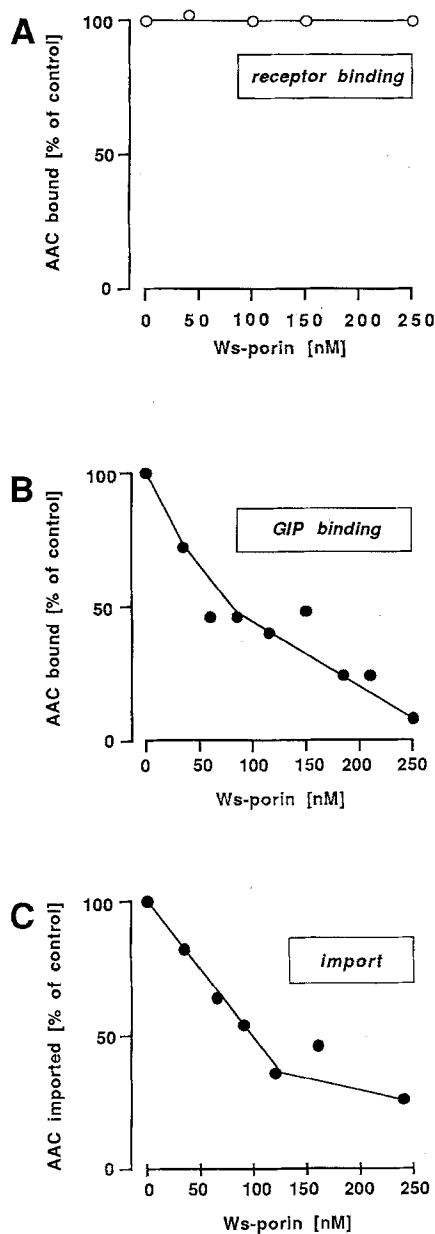 A
AAC bound [% of control]
100
50
0
receptor binding
0 50 100 150 200 250
Ws-porin [nM]
B
AAC bound [% of control]
100
50
0
GIP binding
0 50 100 150 200 250
Ws-porin [nM]
C
AAC imported [% of control]
100
50
0
import
0 50 100 150 200 250
Ws-porin [nM]